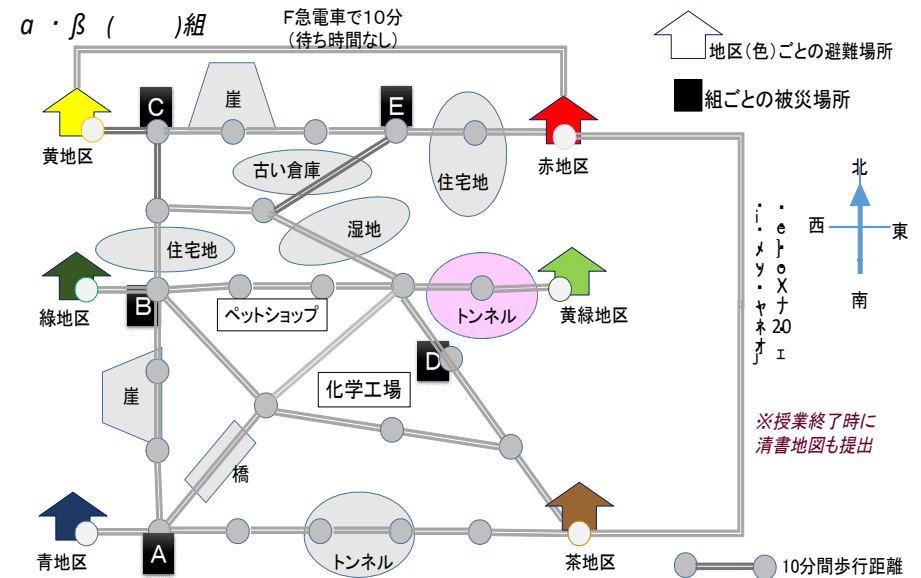 α ・ β (　　　)組
F急電車で10分
(待ち時間なし)
地区(色)ごとの避難場所
組ごとの被災場所
C
崖
E
黄地区
古い倉庫
住宅地
赤地区
北
西
東
南
湿地
住宅地
緑地区
B
ペットショップ
トンネル
黄緑地区
D
化学工場
崖
橋
※授業終了時に
清書地図も提出
青地区
A
トンネル
茶地区
10分間歩行距離